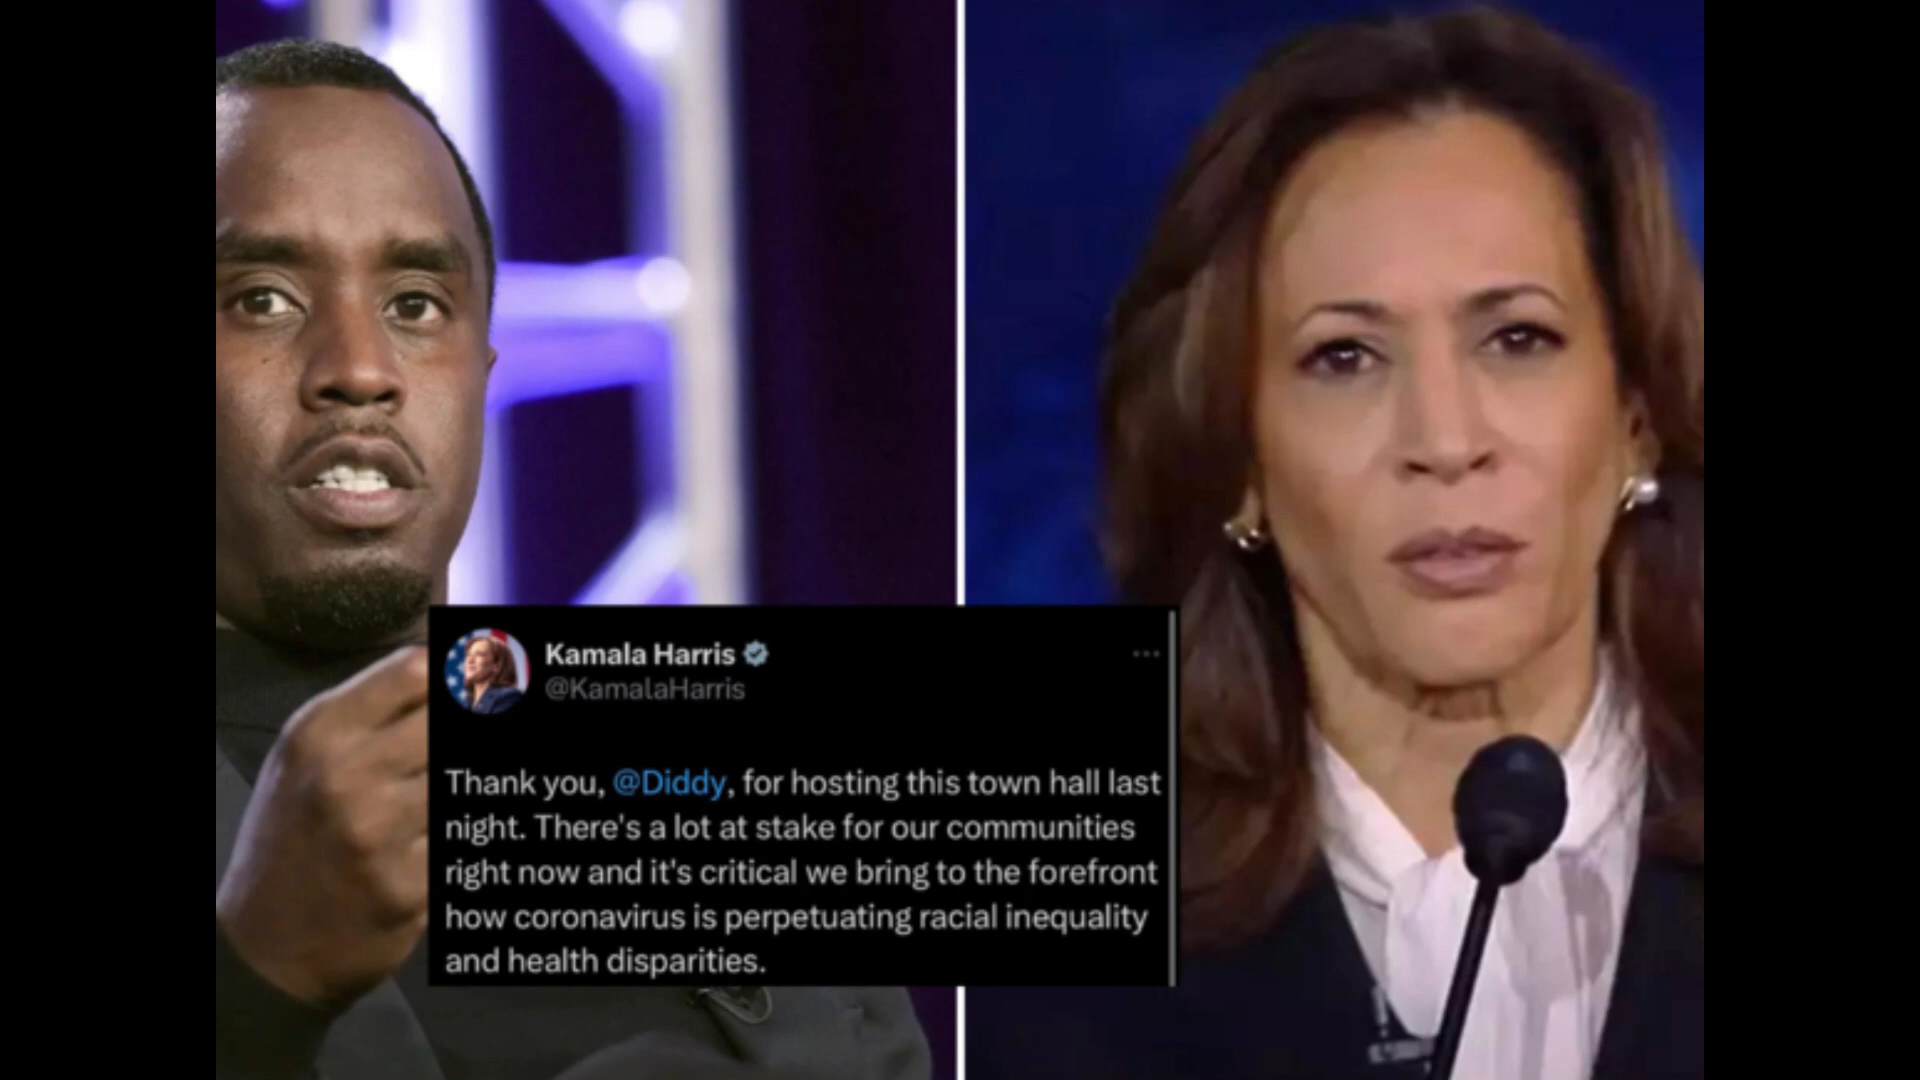 Kamala Harris
@KamalaHarris
Thank you, @Diddy, for hosting this town hall last
night. There's a lot at stake for our communities
right now and it's critical we bring to the forefront
how coronavirus is perpetuating racial inequality
and health disparities.